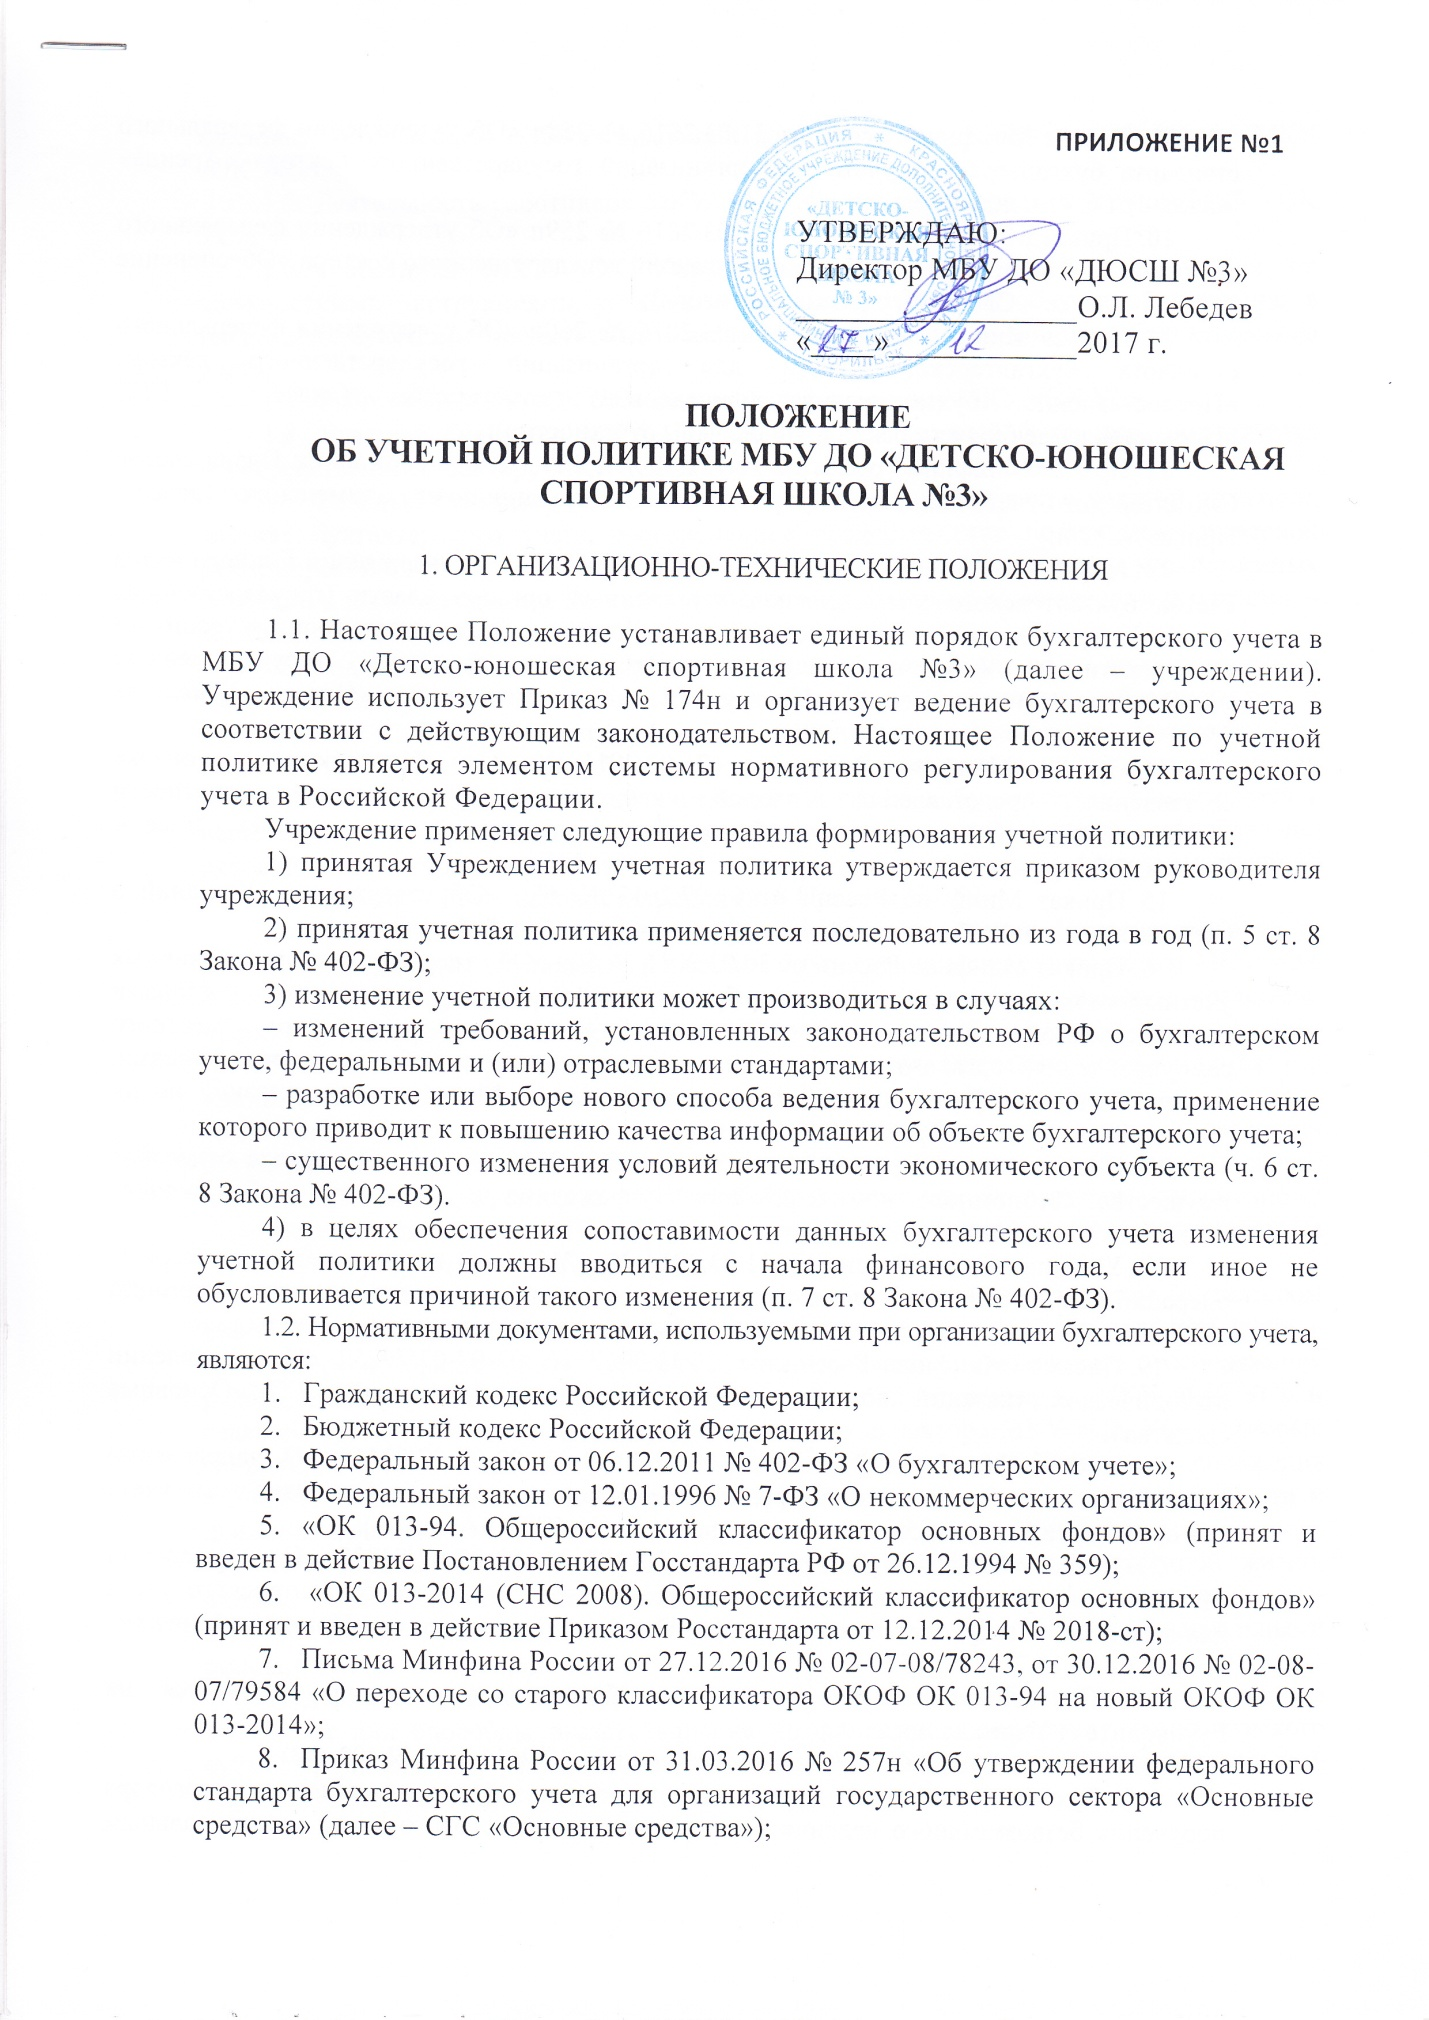 ПРИЛОЖЕНИЕ №1
РОССИЙСКАЯ ФЕДЕРАЦИЯ * КРАСНОЯР
БЮДЖЕТНОЕ УЧРЕЖДЕНИЕ
«ДЕТСКО-
ЮНОШЕСКАЯ
СПОРТИВНАЯ
ШКОЛА
№ 3»
УТВЕРЖДАЮ:
Директор МБУ ДО «ДЮСШ №3»
__________________О.Л. Лебедев
«27»____12____2017 г.
ПОЛОЖЕНИЕ
ОБ УЧЕТНОЙ ПОЛИТИКЕ МБУ ДО «ДЕТСКО-ЮНОШЕСКАЯ
СПОРТИВНАЯ ШКОЛА №3»
1. ОРГАНИЗАЦИОННО-ТЕХНИЧЕСКИЕ ПОЛОЖЕНИЯ
1.1. Настоящее Положение устанавливает единый порядок бухгалтерского учета в
МБУ ДО «Детско-юношеская спортивная школа №3» (далее – учреждении).
Учреждение использует Приказ № 174н и организует ведение бухгалтерского учета в
соответствии с действующим законодательством. Настоящее Положение по учетной
политике является элементом системы нормативного регулирования бухгалтерского
учета в Российской Федерации.
Учреждение применяет следующие правила формирования учетной политики:
1) принятая Учреждением учетная политика утверждается приказом руководителя
учреждения;
2) принятая учетная политика применяется последовательно из года в год (п. 5 ст. 8
Закона № 402-ФЗ);
3) изменение учетной политики может производиться в случаях:
– изменений требований, установленных законодательством РФ о бухгалтерском
учете, федеральными и (или) отраслевыми стандартами;
– разработке или выборе нового способа ведения бухгалтерского учета, применение
которого приводит к повышению качества информации об объекте бухгалтерского учета;
– существенного изменения условий деятельности экономического субъекта (ч. 6 ст.
8 Закона № 402-ФЗ).
4) в целях обеспечения сопоставимости данных бухгалтерского учета изменения
учетной политики должны вводиться с начала финансового года, если иное не
обусловливается причиной такого изменения (п. 7 ст. 8 Закона № 402-ФЗ).
1.2. Нормативными документами, используемыми при организации бухгалтерского учета,
являются:
1. Гражданский кодекс Российской Федерации;
2. Бюджетный кодекс Российской Федерации;
3. Федеральный закон от 06.12.2011 № 402-ФЗ «О бухгалтерском учете»;
4. Федеральный закон от 12.01.1996 № 7-ФЗ «О некоммерческих организациях»;
5. «ОК 013-94. Общероссийский классификатор основных фондов» (принят и
введен в действие Постановлением Госстандарта РФ от 26.12.1994 № 359);
6. «ОК 013-2014 (СНС 2008). Общероссийский классификатор основных фондов»
(принят и введен в действие Приказом Росстандарта от 12.12.2014 № 2018-ст);
7. Письма Минфина России от 27.12.2016 № 02-07-08/78243, от 30.12.2016 № 02-08-
07/79584 «О переходе со старого классификатора ОКОФ ОК 013-94 на новый ОКОФ ОК
013-2014»;
8. Приказ Минфина России от 31.03.2016 № 257н «Об утверждении федерального
стандарта бухгалтерского учета для организаций государственного сектора «Основные
средства» (далее – СГС «Основные средства»);